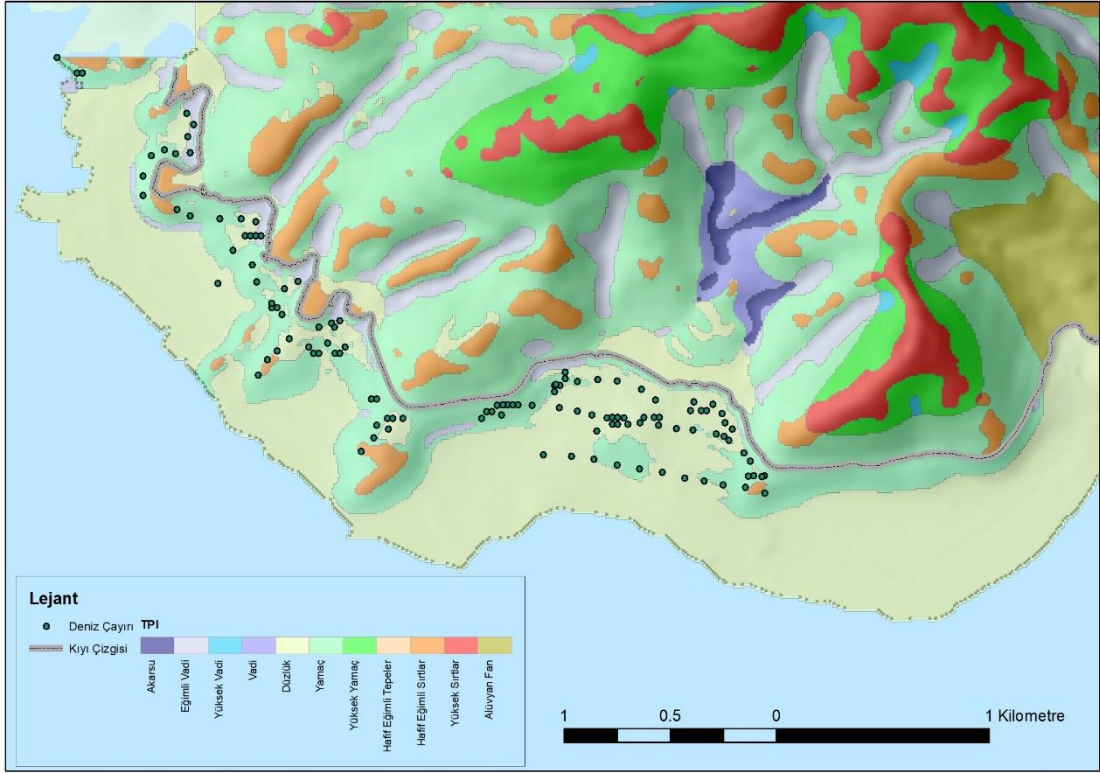 Lejant
Deniz Çayırı
Kıyı Çizgisi
TPI
Akarsu
Eğimli Vadi
Yüksek Vadi
Vadi
Düzlük
Yamaç
Yüksek Yamaç
Hafif Eğimli Tepeler
Hafif Eğimli Sırtlar
Yüksek Sırtlar
Alüvyan Fan
1 0.5 0 1 Kilometre